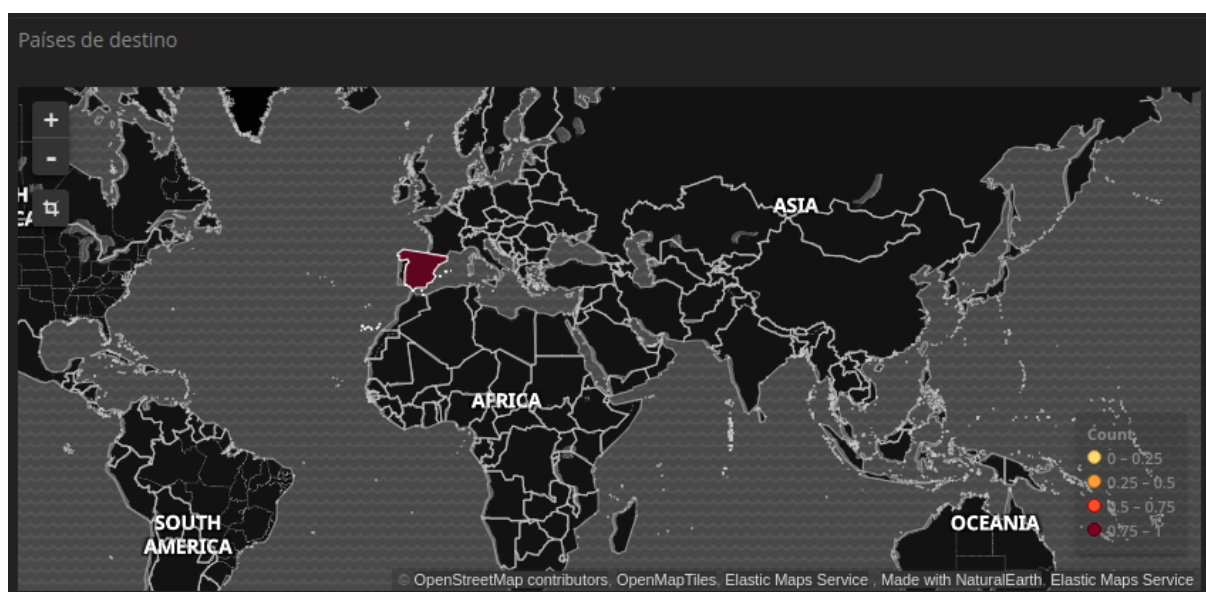 Países de destino
+
-
H
ASIA
AFRICA
SOUTH
AMERICA
OCEANIA
Count
0 – 0.25
0.25 – 0.5
0.5 – 0.75
0.75 – 1
© OpenStreetMap contributors, OpenMapTiles, Elastic Maps Service , Made with NaturalEarth, Elastic Maps Service